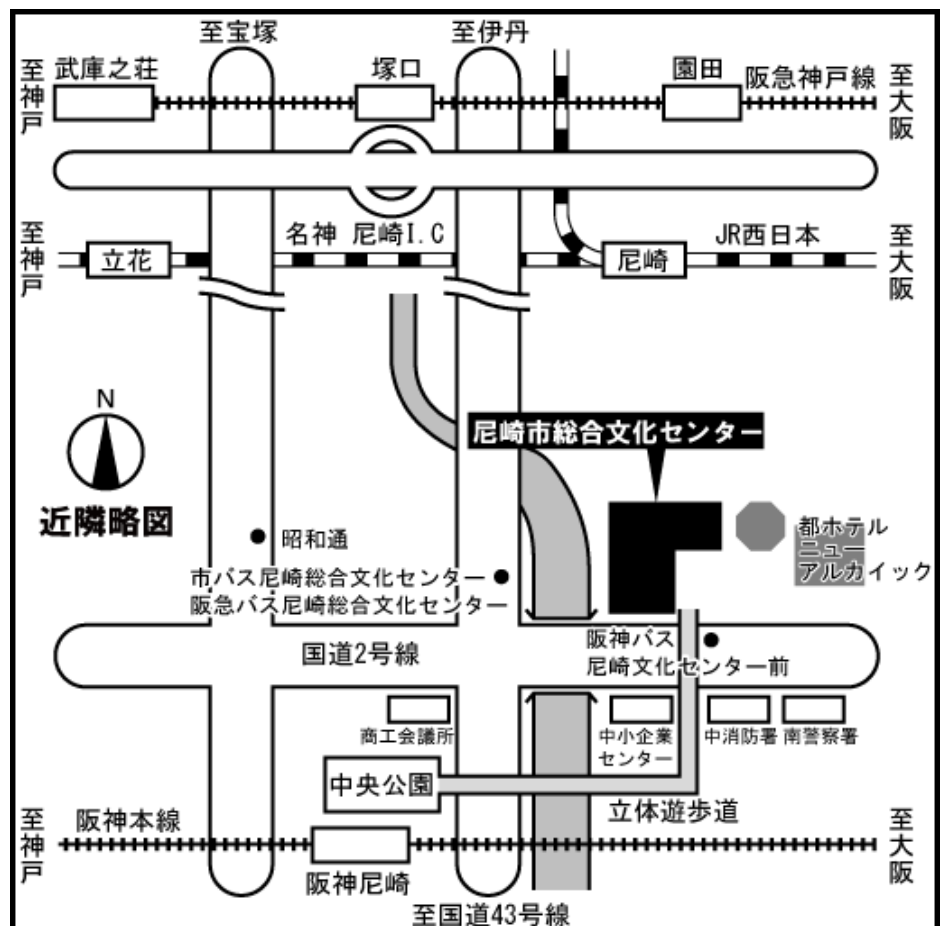 至宝塚
至伊丹
至神戸
武庫之荘
塚口
園田
阪急神戸線
至大阪
至神戸
立花
名神 尼崎I.C
尼崎
JR西日本
至大阪
N
近隣略図
尼崎市総合文化センター
都ホテル
ニュー
アルカイック
昭和通
市バス尼崎総合文化センター
阪急バス尼崎総合文化センター
国道2号線
阪神バス
尼崎文化センター前
商工会議所
中小企業
センター
中消防署
南警察署
中央公園
立体遊歩道
至神戸
阪神本線
阪神尼崎
至大阪
至国道43号線